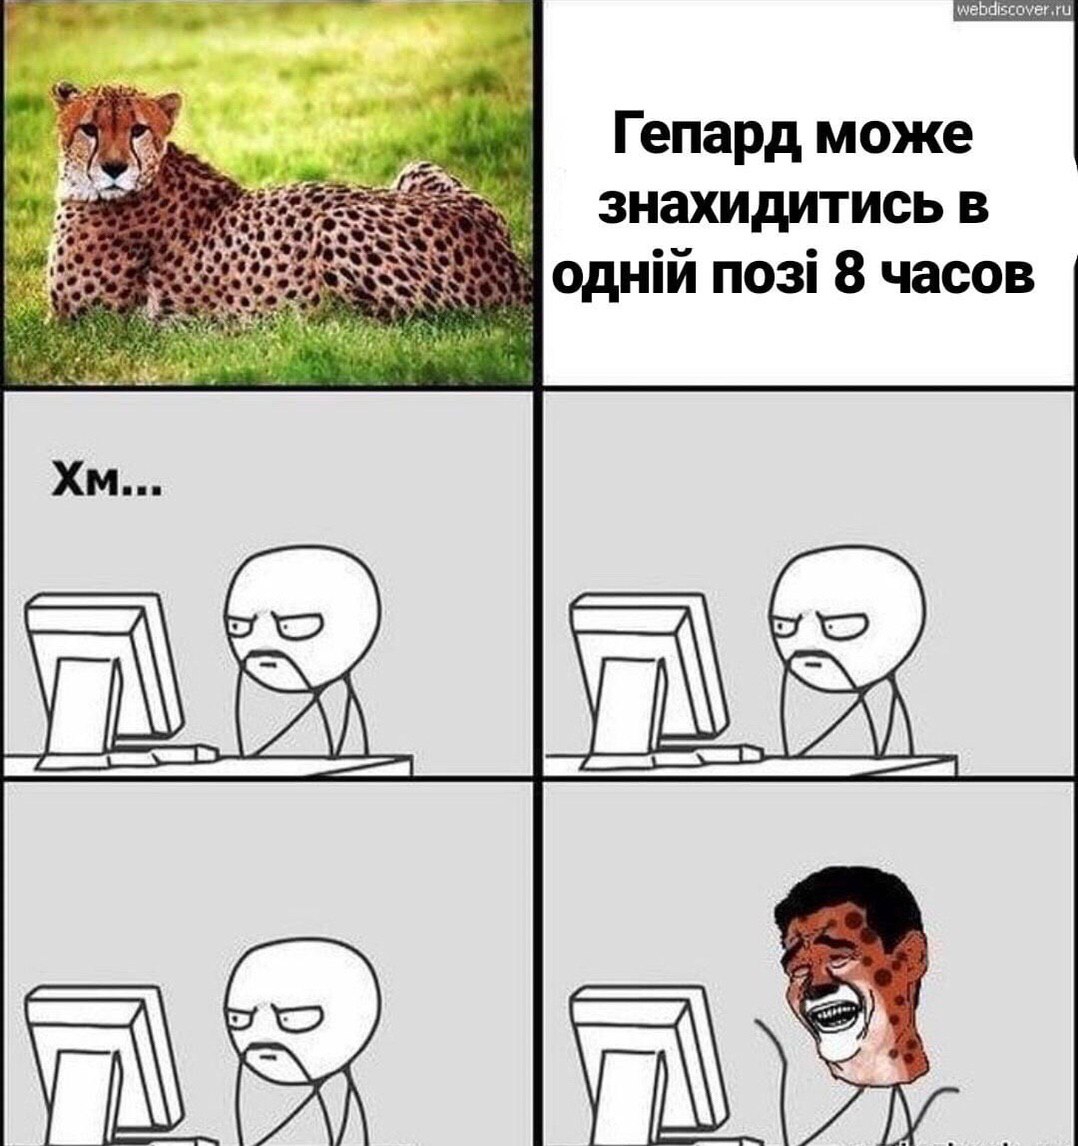 webdiscover.ru
Гепард може
знахидитись в
одній позі 8 часов
Хм...